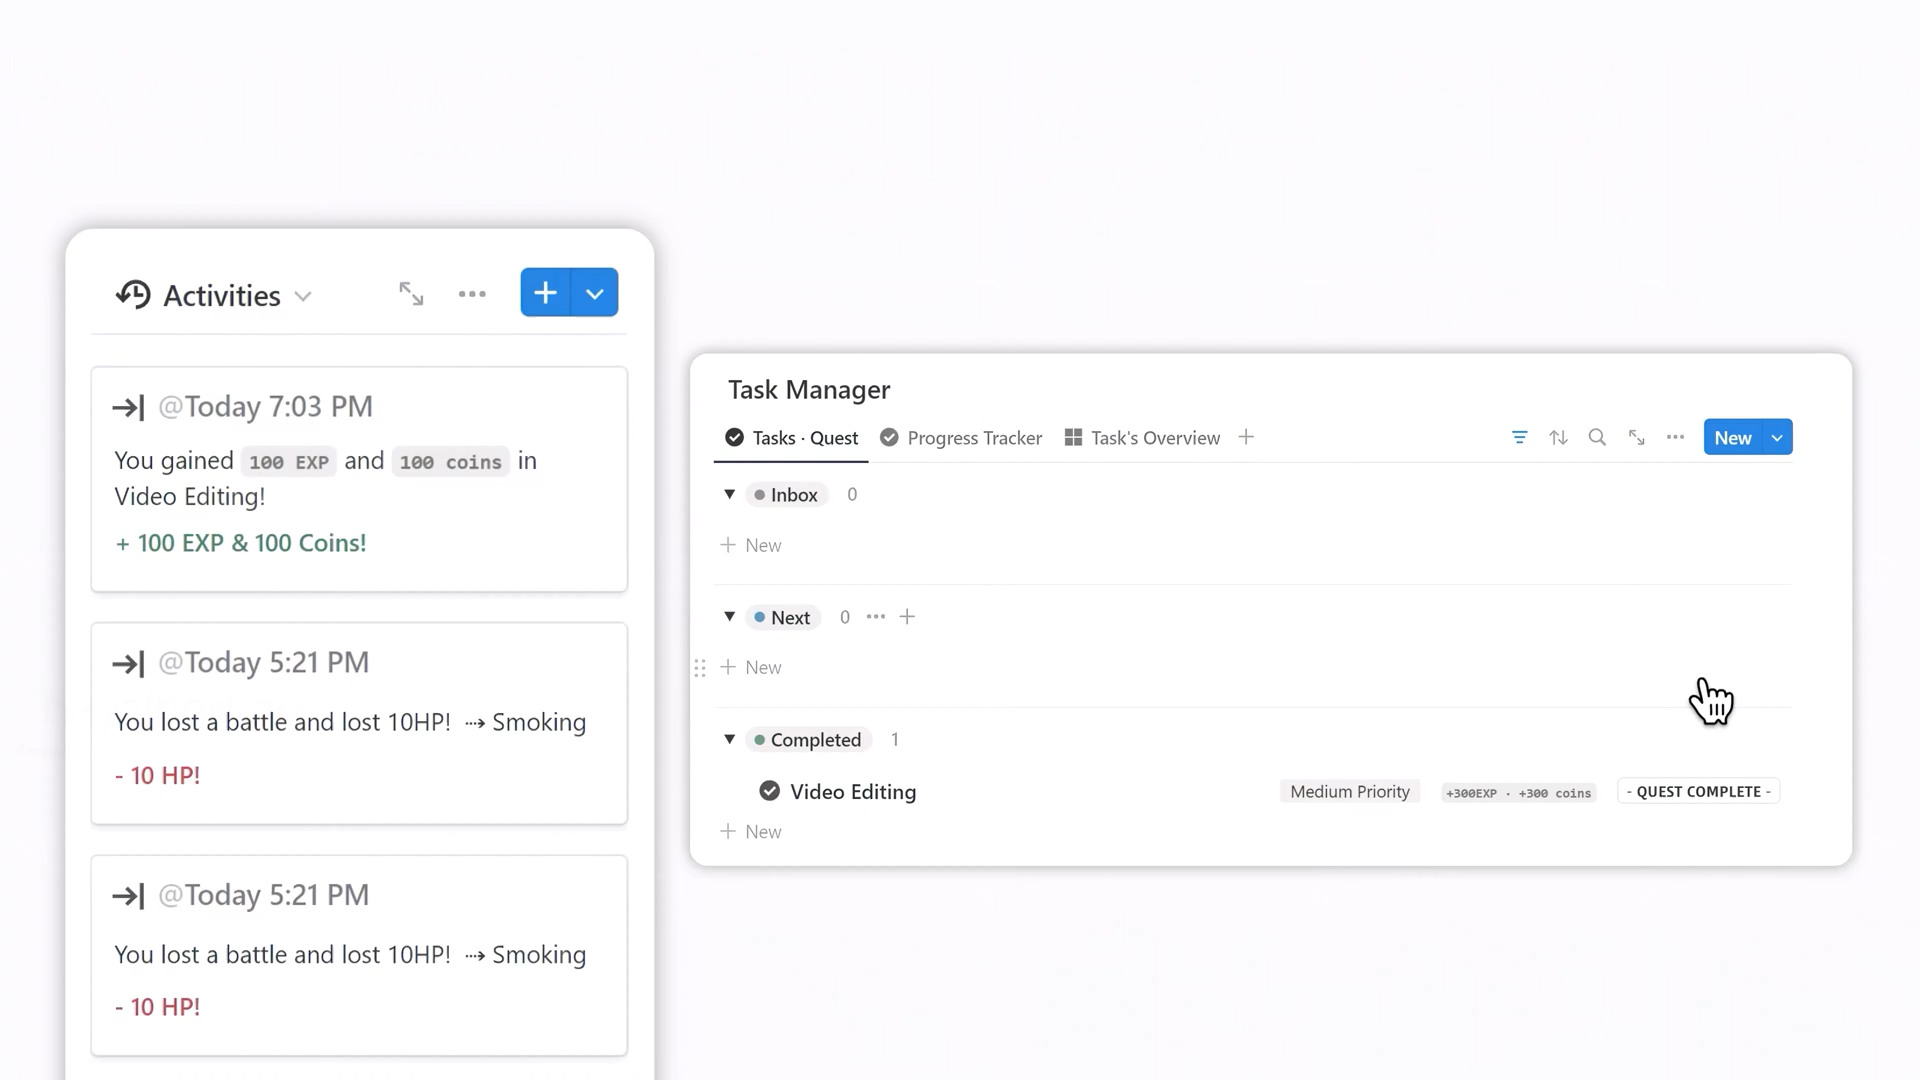 Activities
@Today 7:03 PM
You gained 100 EXP and 100 coins in
Video Editing!
+ 100 EXP & 100 Coins!
@Today 5:21 PM
You lost a battle and lost 10HP! ⇢ Smoking
- 10 HP!
@Today 5:21 PM
You lost a battle and lost 10HP! ⇢ Smoking
- 10 HP!
Task Manager
Tasks · Quest Progress Tracker Task's Overview New
Inbox 0
New
Next 0
New
Completed 1
Video Editing Medium Priority +300EXP · +300 coins - QUEST COMPLETE -
New